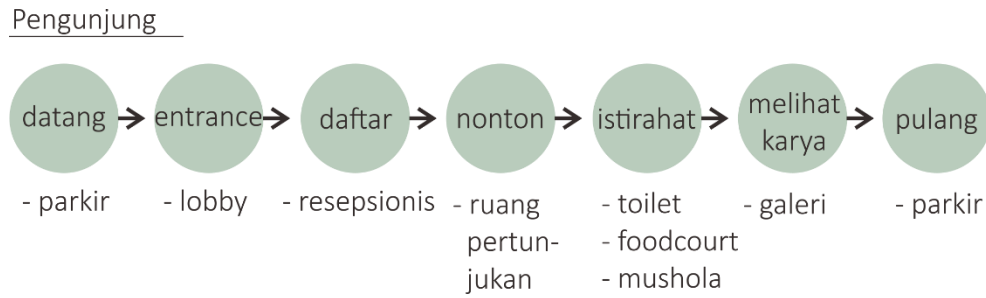 Pengunjung
datang
entrance
daftar
nonton
istirahat
melihat
karya
pulang
- parkir
- lobby
- resepsionis
- ruang
pertun-
jukan
- toilet
- foodcourt
- mushola
- galeri
- parkir